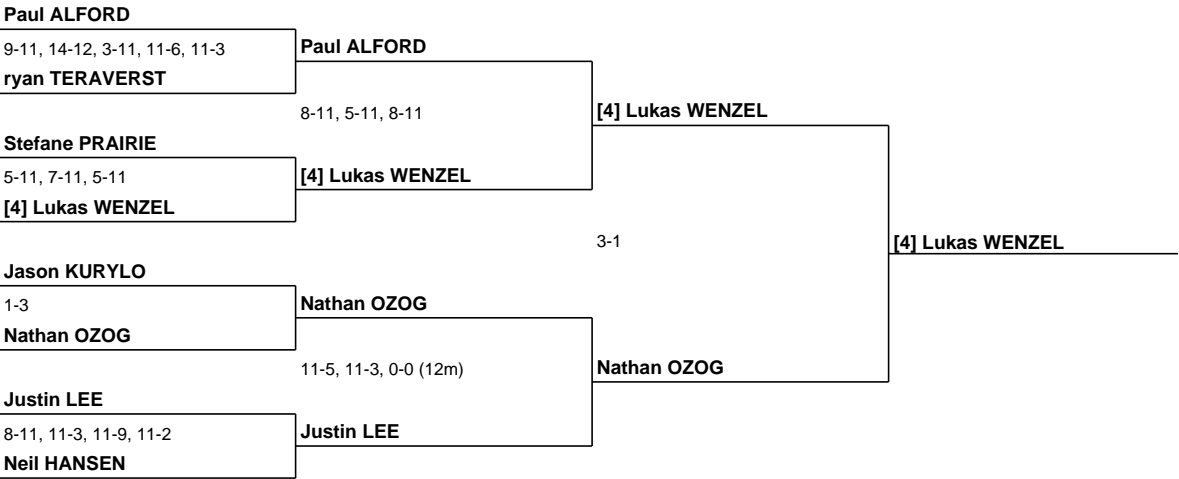 Paul ALFORD
9-11, 14-12, 3-11, 11-6, 11-3
ryan TERAVERST
Stefane PRAIRIE
5-11, 7-11, 5-11
[4] Lukas WENZEL
Jason KURYLO
1-3
Nathan OZOG
Justin LEE
8-11, 11-3, 11-9, 11-2
Neil HANSEN
Paul ALFORD
8-11, 5-11, 8-11
[4] Lukas WENZEL
Nathan OZOG
11-5, 11-3, 0-0 (12m)
Justin LEE
[4] Lukas WENZEL
3-1
Nathan OZOG
[4] Lukas WENZEL